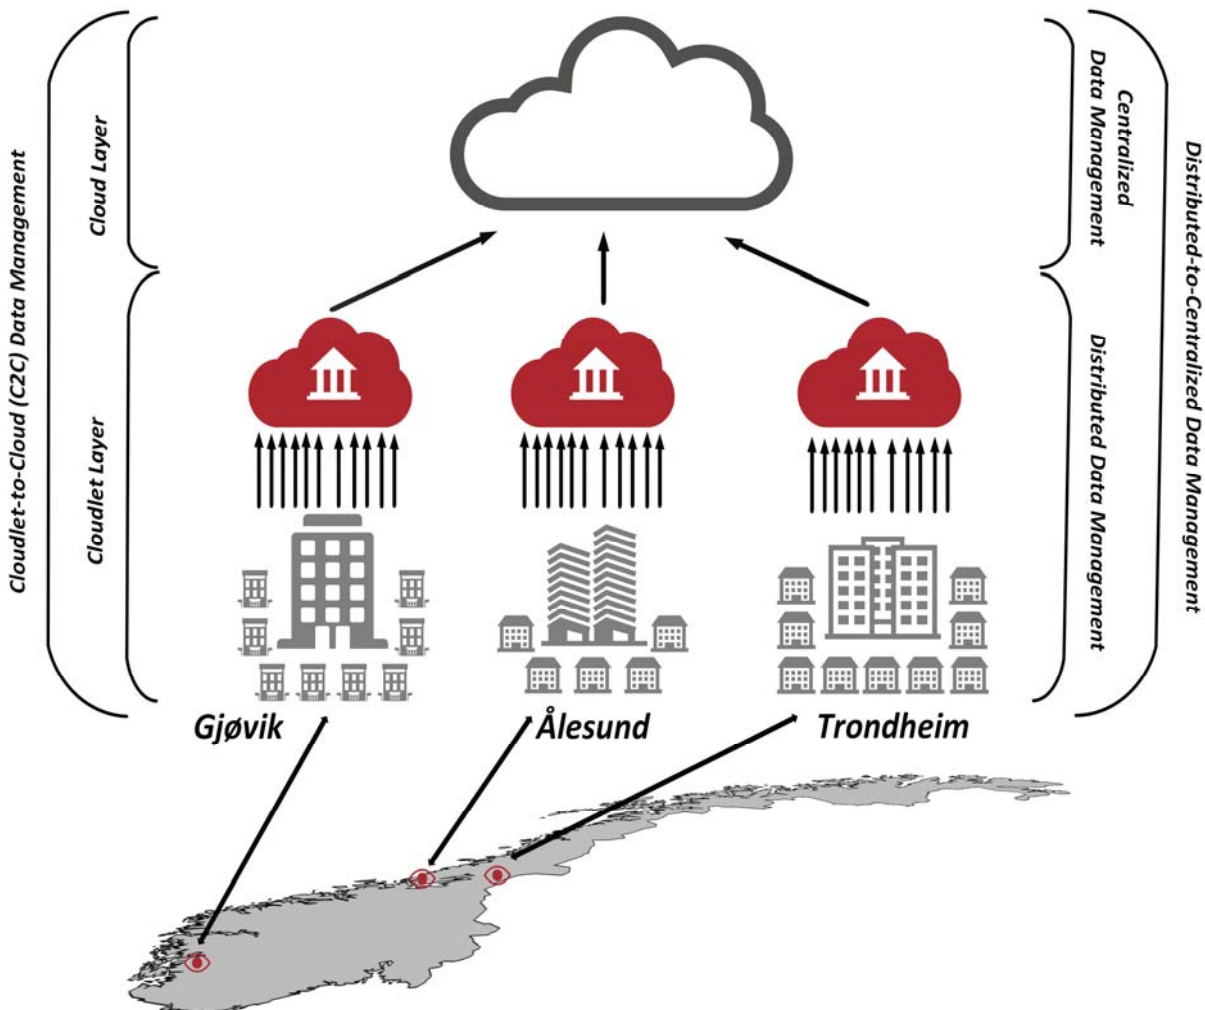 Cloudlet-to-Cloud (C2C) Data Management
Cloud Layer
Cloudlet Layer
Centralized
Data Management
Distributed Data Management
Distributed-to-Centralized Data Management
Gjøvik
Ålesund
Trondheim